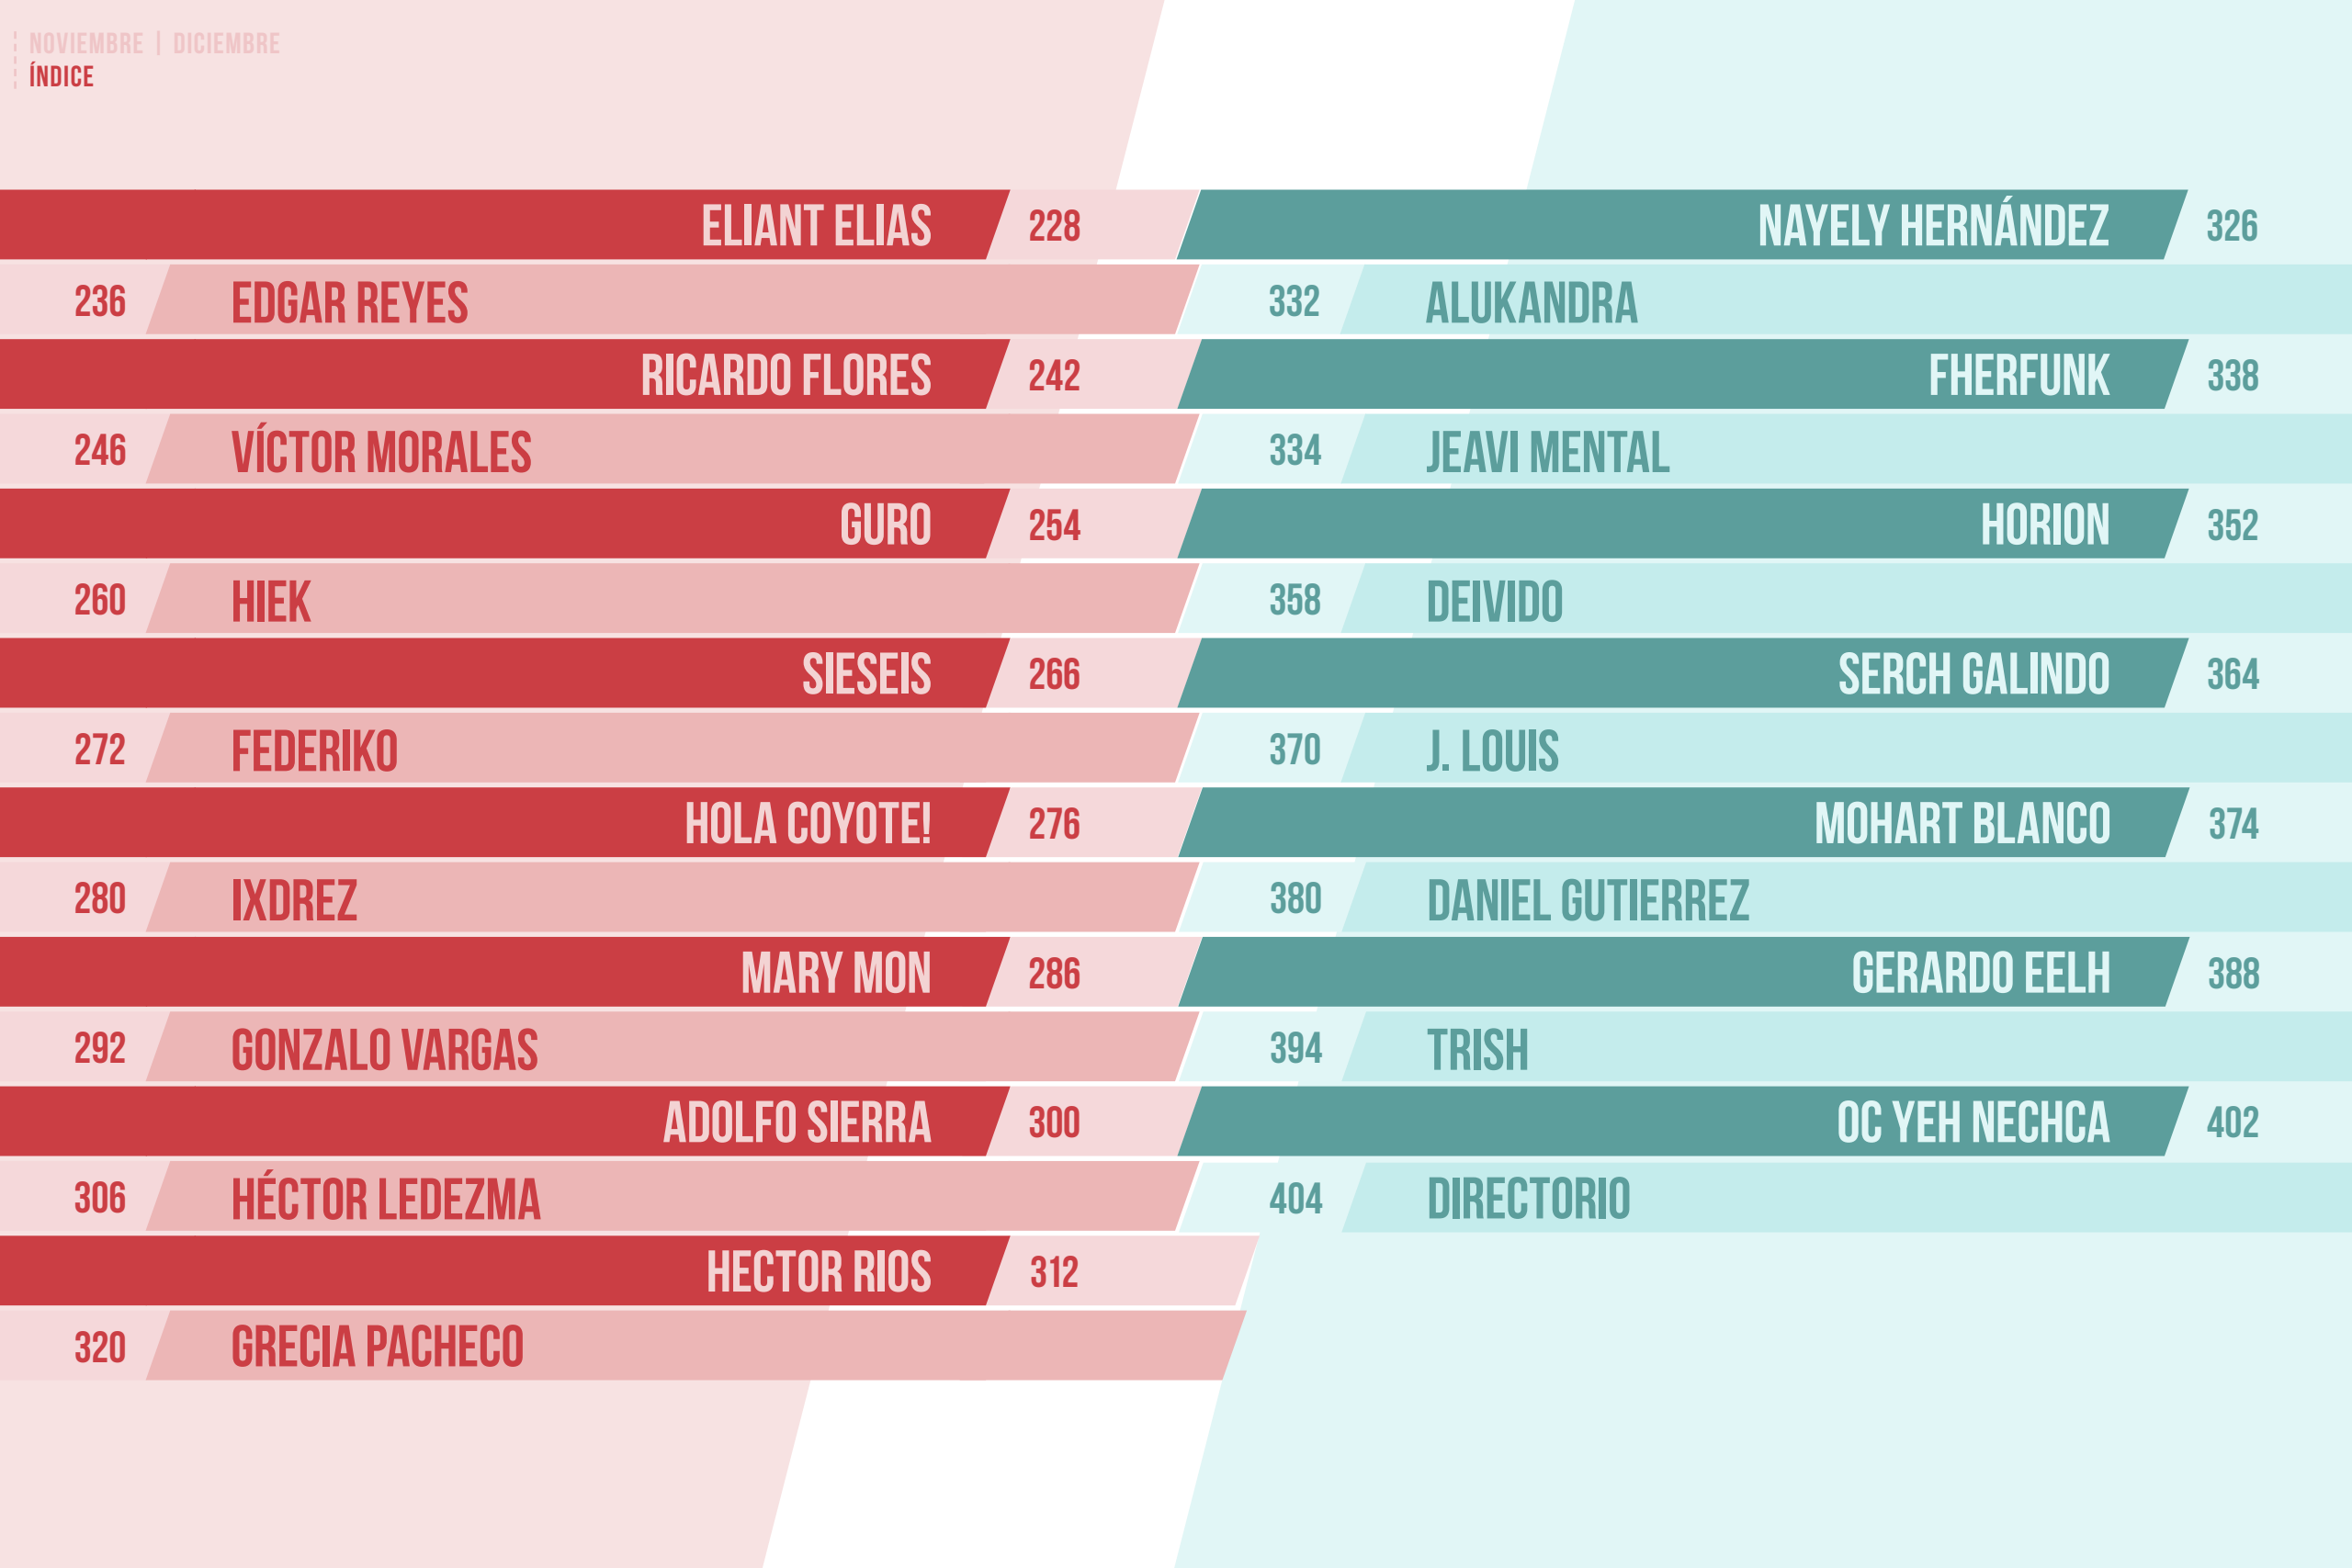 NOVIEMBRE | DICIEMBRE
ÍNDICE
ELIANT ELIAS 228
236 EDGAR REYES
RICARDO FLORES 242
246 VÍCTOR MORALES
GURO 254
260 HIEK
SIESEIS 266
272 FEDERIKO
HOLA COYOTE! 276
280 IXDREZ
MARY MON 286
292 GONZALO VARGAS
ADOLFO SIERRA 300
306 HÉCTOR LEDEZMA
HECTOR RIOS 312
320 GRECIA PACHECO
NAYELY HERNÁNDEZ 326
332 ALUKANDRA
FHERFUNK 338
334 JEAVI MENTAL
HORION 352
358 DEIVIDO
SERCH GALINDO 364
370 J. LOUIS
MOHART BLANCO 374
380 DANIEL GUTIERREZ
GERARDO EELH 388
394 TRISH
OC YEH NECHCA 402
404 DIRECTORIO